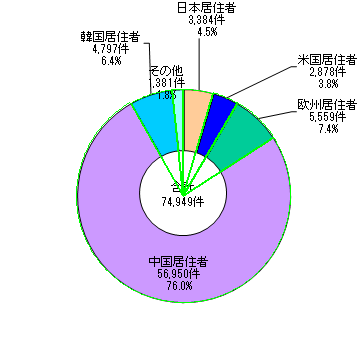 日本居住者
3,384件
4.5%
韓国居住者
4,797件
6.4%
その他
1,381件
1.8%
米国居住者
2,878件
3.8%
欧州居住者
5,559件
7.4%
合計
74,949件
中国居住者
56,950件
76.0%